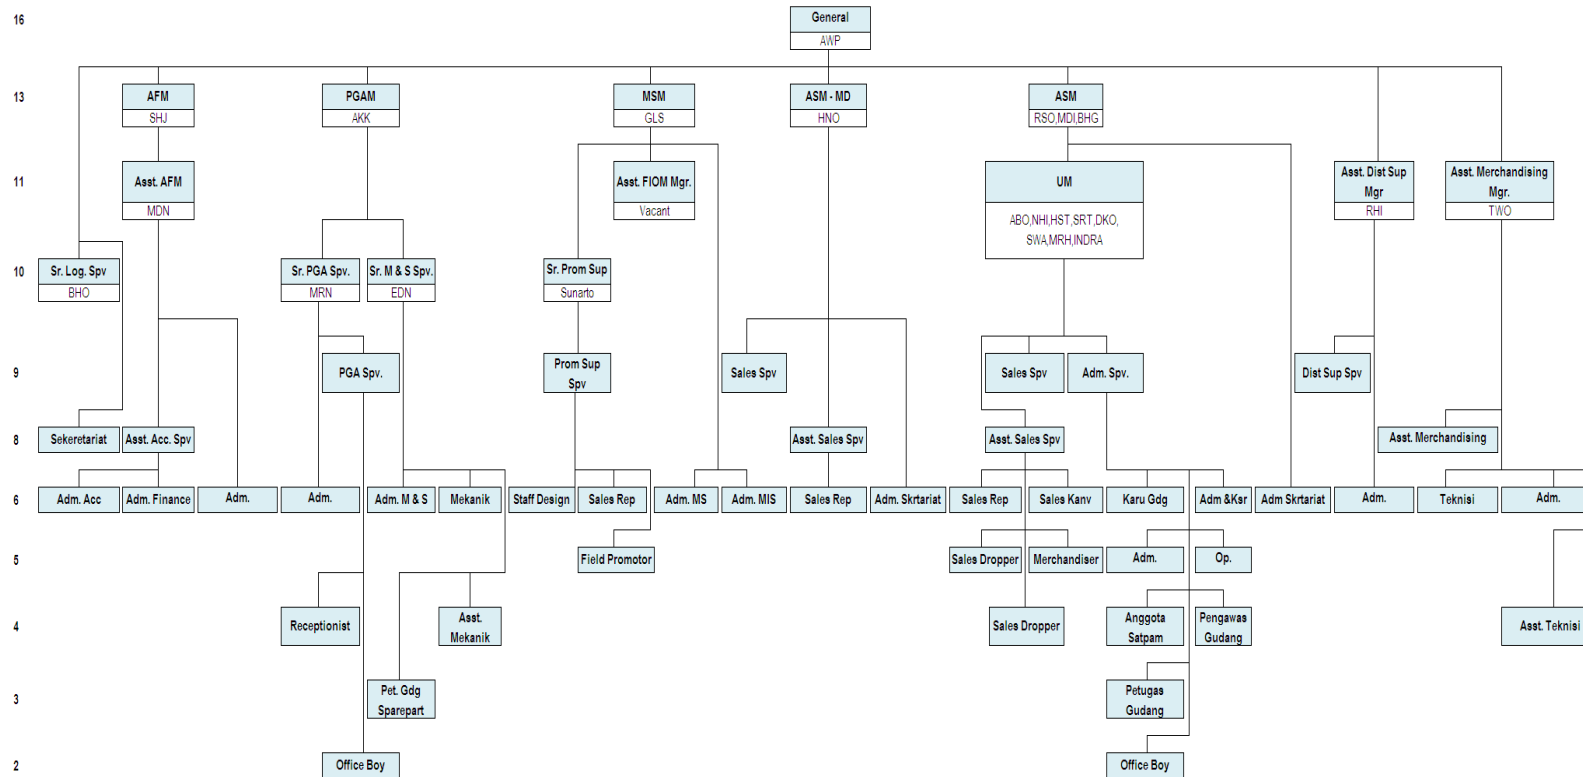 16
General
AWP
13
AFM
SHJ
PGAM
AKK
MSM
GLS
ASM - MD
HNO
ASM
RSO,MDI,BHG
11
Asst. AFM
MDN
Asst. FIOM Mgr.
Vacant
UM
ABO,NHI,HST,SRT,DKO,
SWA,MRH,INDRA
Asst. Dist Sup
Mgr
RHI
Asst. Merchandising
Mgr.
TWO
10
Sr. Log. Spv
BHO
Sr. PGA Spv.
MRN
Sr. M & S Spv.
EDN
Sr. Prom Sup
Sunarto
9
PGA Spv.
Prom Sup
Spv
Sales Spv
Sales Spv
Adm. Spv.
Dist Sup Spv
8
Sekeretariat
Asst. Acc. Spv
Asst. Sales Spv
Asst. Sales Spv
Asst. Merchandising
6
Adm. Acc
Adm. Finance
Adm.
Adm.
Adm. M & S
Mekanik
Staff Design
Sales Rep
Adm. MS
Adm. MIS
Sales Rep
Adm. Skrtariat
Sales Rep
Sales Kanv
Karu Gdg
Adm &Ksr
Adm Skrtariat
Adm.
Teknisi
Adm.
5
Field Promotor
Sales Dropper
Merchandiser
Adm.
Op.
4
Receptionist
Asst.
Mekanik
Sales Dropper
Anggota
Satpam
Pengawas
Gudang
Asst. Teknisi
3
Pet. Gdg
Sparepart
Petugas
Gudang
2
Office Boy
Office Boy